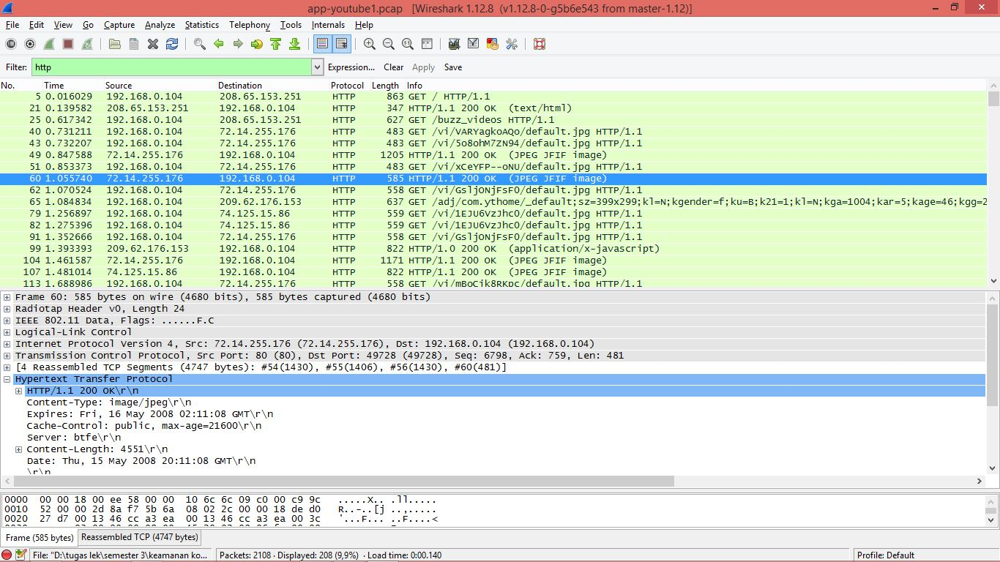 app-youtube1.pcap [Wireshark 1.12.8 (v1.12.8-0-g5b6e543 from master-1.12)]
File Edit View Go Capture Analyze Statistics Telephony Tools Internals Help
Filter: http Expression... Clear Apply Save
No. Time Source Destination Protocol Length Info
5 0.016029 192.168.0.104 208.65.153.251 HTTP 863 GET / HTTP/1.1
21 0.139582 208.65.153.251 192.168.0.104 HTTP 347 HTTP/1.1 200 OK (text/html)
25 0.617342 192.168.0.104 208.65.153.251 HTTP 627 GET /buzz_videos HTTP/1.1
40 0.731211 192.168.0.104 72.14.255.176 HTTP 483 GET /vi/VARYagkoAQo/default.jpg HTTP/1.1
43 0.732207 192.168.0.104 72.14.255.176 HTTP 483 GET /vi/5o8ohM7ZN94/default.jpg HTTP/1.1
49 0.847588 72.14.255.176 192.168.0.104 HTTP 1205 HTTP/1.1 200 OK (JPEG JFIF image)
51 0.853373 192.168.0.104 72.14.255.176 HTTP 483 GET /vi/xCeYFP--oNU/default.jpg HTTP/1.1
60 1.055740 72.14.255.176 192.168.0.104 HTTP 585 HTTP/1.1 200 OK (JPEG JFIF image)
62 1.070524 192.168.0.104 72.14.255.176 HTTP 558 GET /vi/GsljONjFsF0/default.jpg HTTP/1.1
65 1.084834 192.168.0.104 209.62.176.153 HTTP 637 GET /adj/com.ythome/_default;sz=399x299;kl=N;kgender=f;ku=B;k21=1;kl=N;kga=1004;kar=5;kage=46;kgg=2
79 1.256897 192.168.0.104 74.125.15.86 HTTP 559 GET /vi/1EJU6VzJhc0/default.jpg HTTP/1.1
82 1.275396 192.168.0.104 74.125.15.86 HTTP 559 GET /vi/1EJU6VzJhc0/default.jpg HTTP/1.1
91 1.352666 192.168.0.104 72.14.255.176 HTTP 558 GET /vi/GsljONjFsF0/default.jpg HTTP/1.1
99 1.393393 209.62.176.153 192.168.0.104 HTTP 822 HTTP/1.0 200 OK (application/x-javascript)
104 1.461587 72.14.255.176 192.168.0.104 HTTP 1171 HTTP/1.1 200 OK (JPEG JFIF image)
107 1.481014 74.125.15.86 192.168.0.104 HTTP 822 HTTP/1.1 200 OK (JPEG JFIF image)
113 1.688986 192.168.0.104 72.14.255.176 HTTP 558 GET /vi/mBoCik8RKpc/default.jpg HTTP/1.1
Frame 60: 585 bytes on wire (4680 bits), 585 bytes captured (4680 bits)
Radiotap Header v0, Length 24
IEEE 802.11 Data, Flags: ......F.C
Logical-Link Control
Internet Protocol Version 4, Src: 72.14.255.176 (72.14.255.176), Dst: 192.168.0.104 (192.168.0.104)
Transmission Control Protocol, Src Port: 80 (80), Dst Port: 49728 (49728), Seq: 6798, Ack: 759, Len: 481
[4 Reassembled TCP Segments (4747 bytes): #54(1430), #55(1406), #56(1430), #60(481)]
Hypertext Transfer Protocol
HTTP/1.1 200 OK\r\n
Content-Type: image/jpeg\r\n
Expires: Fri, 16 May 2008 02:11:08 GMT\r\n
Cache-Control: public, max-age=21600\r\n
Server: btfe\r\n
Content-Length: 4551\r\n
Date: Thu, 15 May 2008 20:11:08 GMT\r\n
\r\n
0000 00 00 18 00 ee 58 00 00 10 6c 6c 09 c0 00 c9 9c .....X.. .ll.....
0010 52 00 00 2d 8a f7 5b 6a 08 02 2c 00 00 18 de d0 R..-..[j ..,.....
0020 27 d7 00 13 46 cc a3 ea 00 13 46 cc a3 ea 00 3c '...F... ..F....<
Frame (585 bytes) Reassembled TCP (4747 bytes)
File: "D:\tugas lek\semester 3\keamanan ko... Packets: 2108 · Displayed: 208 (9,9%) · Load time: 0:00.140 Profile: Default